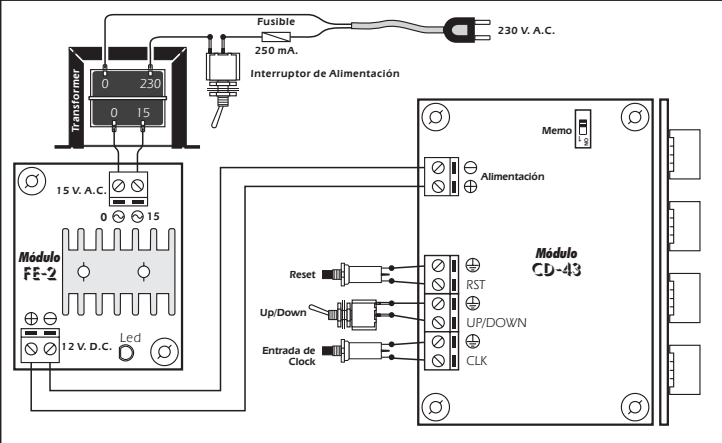 Fusible
230 V. A.C.
250 mA.
Interruptor de Alimentación
Transformer
0 230
0 15
15 V. A.C.
0 15
Módulo
FE-2
12 V. D.C.
Led
Memo
Alimentación
Módulo
CD-43
Reset
RST
Up/Down
UP/DOWN
Entrada de
Clock
CLK